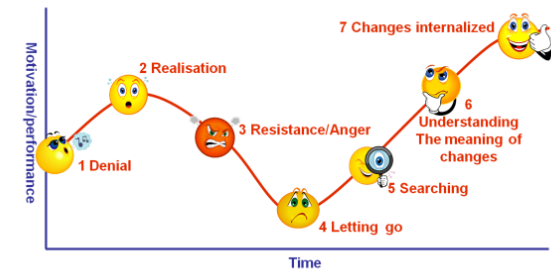 7 Changes internalized
2 Realisation
3 Resistance/Anger
6
Understanding
The meaning of
changes
1 Denial
5 Searching
4 Letting go
Motivation/performance
Time